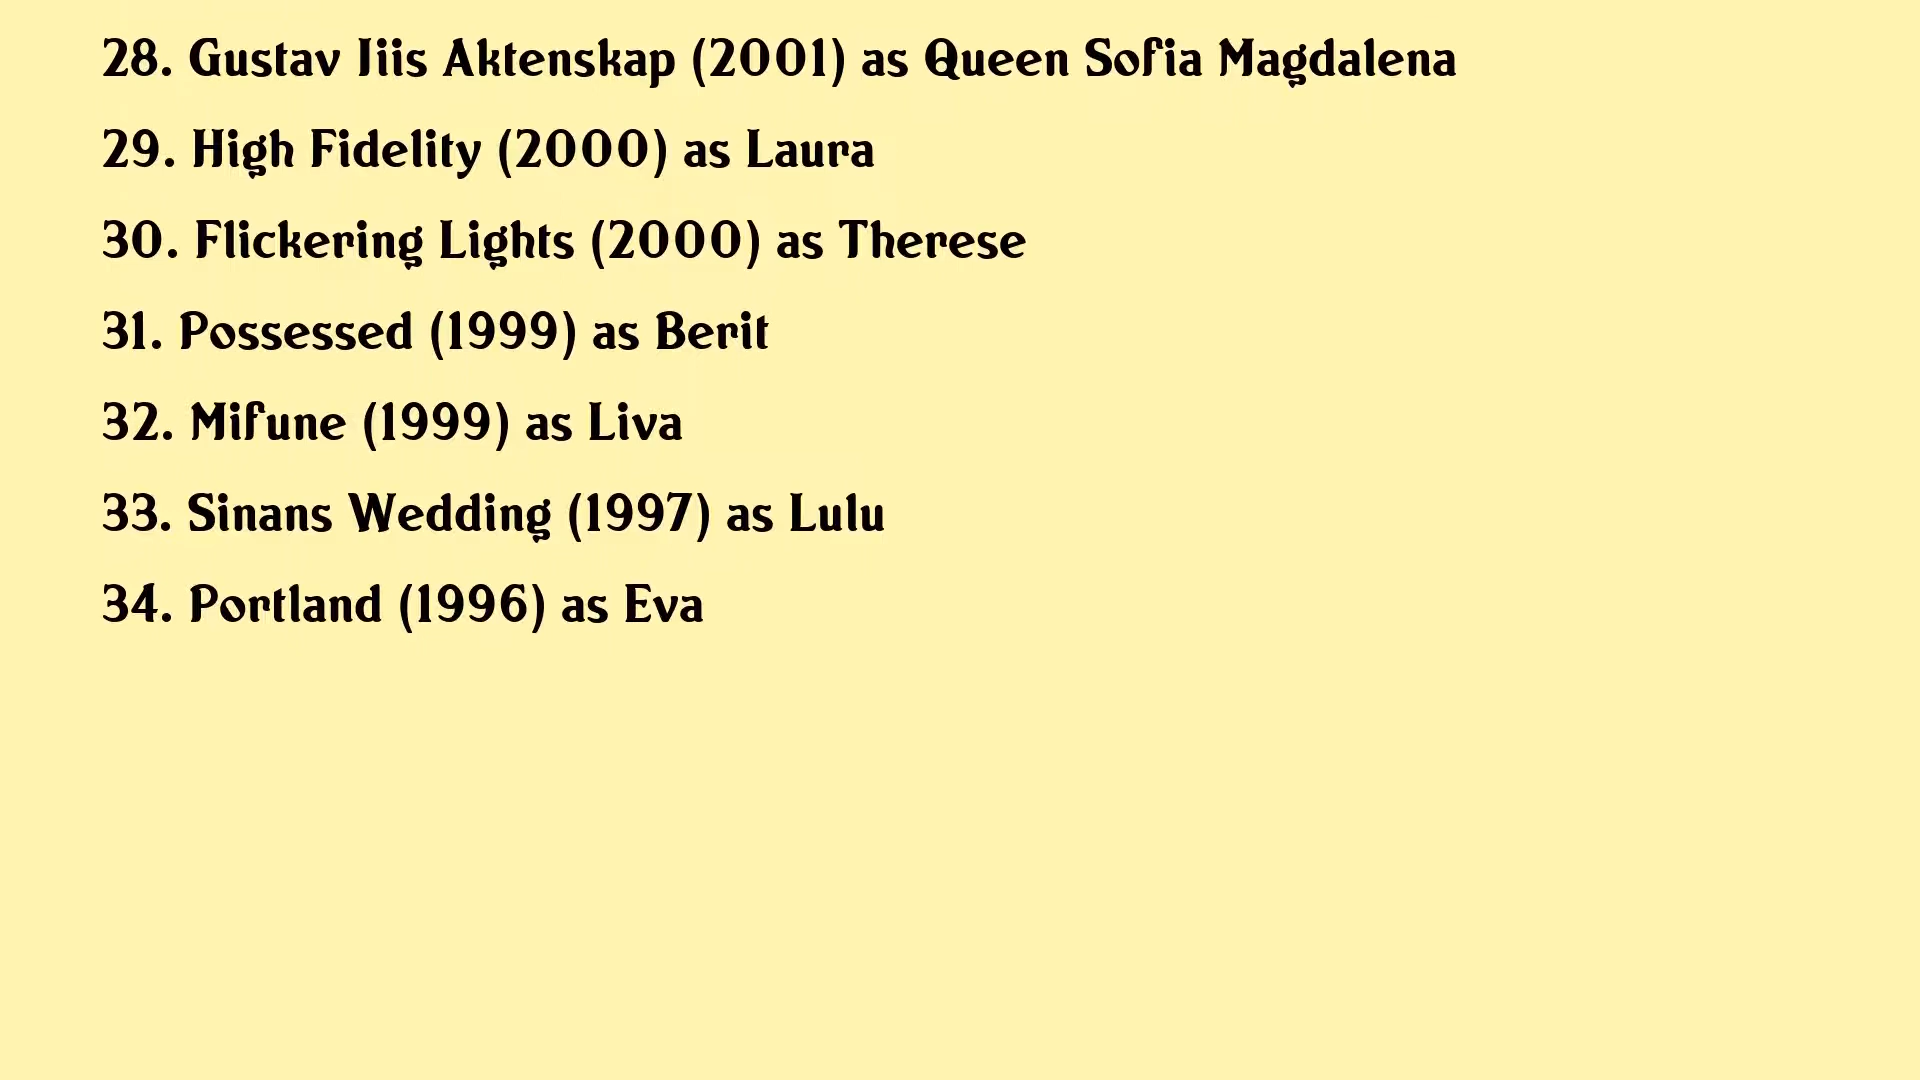 28. Gustav Iiis Aktenskap (2001) as Queen Sofia Magdalena
29. High Fidelity (2000) as Laura
30. Flickering Lights (2000) as Therese
31. Possessed (1999) as Berit
32. Mifune (1999) as Liva
33. Sinans Wedding (1997) as Lulu
34. Portland (1996) as Eva